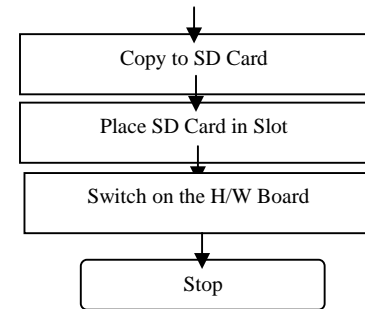 Copy to SD Card
Place SD Card in Slot
Switch on the H/W Board
Stop